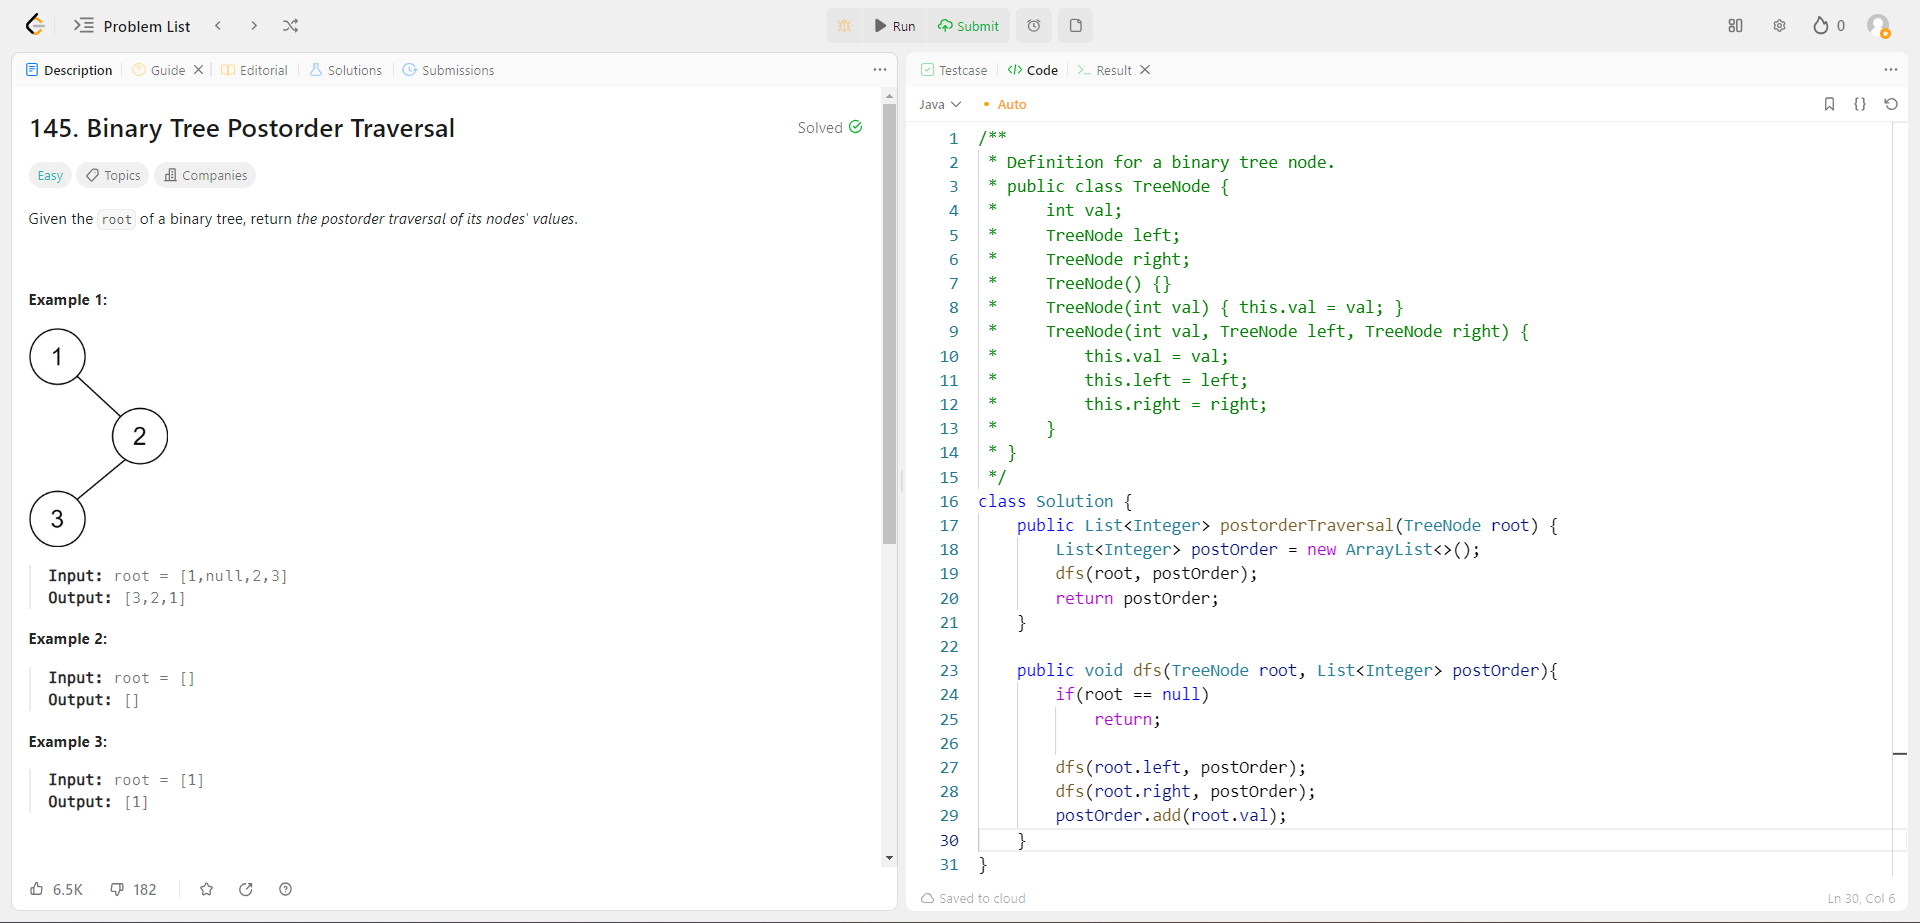 Problem List
Run
Submit
0
Description
Guide
Editorial
Solutions
Submissions
145. Binary Tree Postorder Traversal
Solved
Easy
Topics
Companies
Given the root of a binary tree, return the postorder traversal of its nodes' values.
Example 1:
1
2
3
Input: root = [1,null,2,3]
Output: [3,2,1]
Example 2:
Input: root = []
Output: []
Example 3:
Input: root = [1]
Output: [1]
6.5K
182
Testcase
Code
Result
Java
Auto
1 /**
2  * Definition for a binary tree node.
3  * public class TreeNode {
4  *     int val;
5  *     TreeNode left;
6  *     TreeNode right;
7  *     TreeNode() {}
8  *     TreeNode(int val) { this.val = val; }
9  *     TreeNode(int val, TreeNode left, TreeNode right) {
10  *         this.val = val;
11  *         this.left = left;
12  *         this.right = right;
13  *     }
14  * }
15  */
16 class Solution {
17     public List<Integer> postorderTraversal(TreeNode root) {
18         List<Integer> postOrder = new ArrayList<>();
19         dfs(root, postOrder);
20         return postOrder;
21     }
22
23     public void dfs(TreeNode root, List<Integer> postOrder){
24         if(root == null)
25             return;
26
27         dfs(root.left, postOrder);
28         dfs(root.right, postOrder);
29         postOrder.add(root.val);
30     }
31 }
Saved to cloud
Ln 30, Col 6